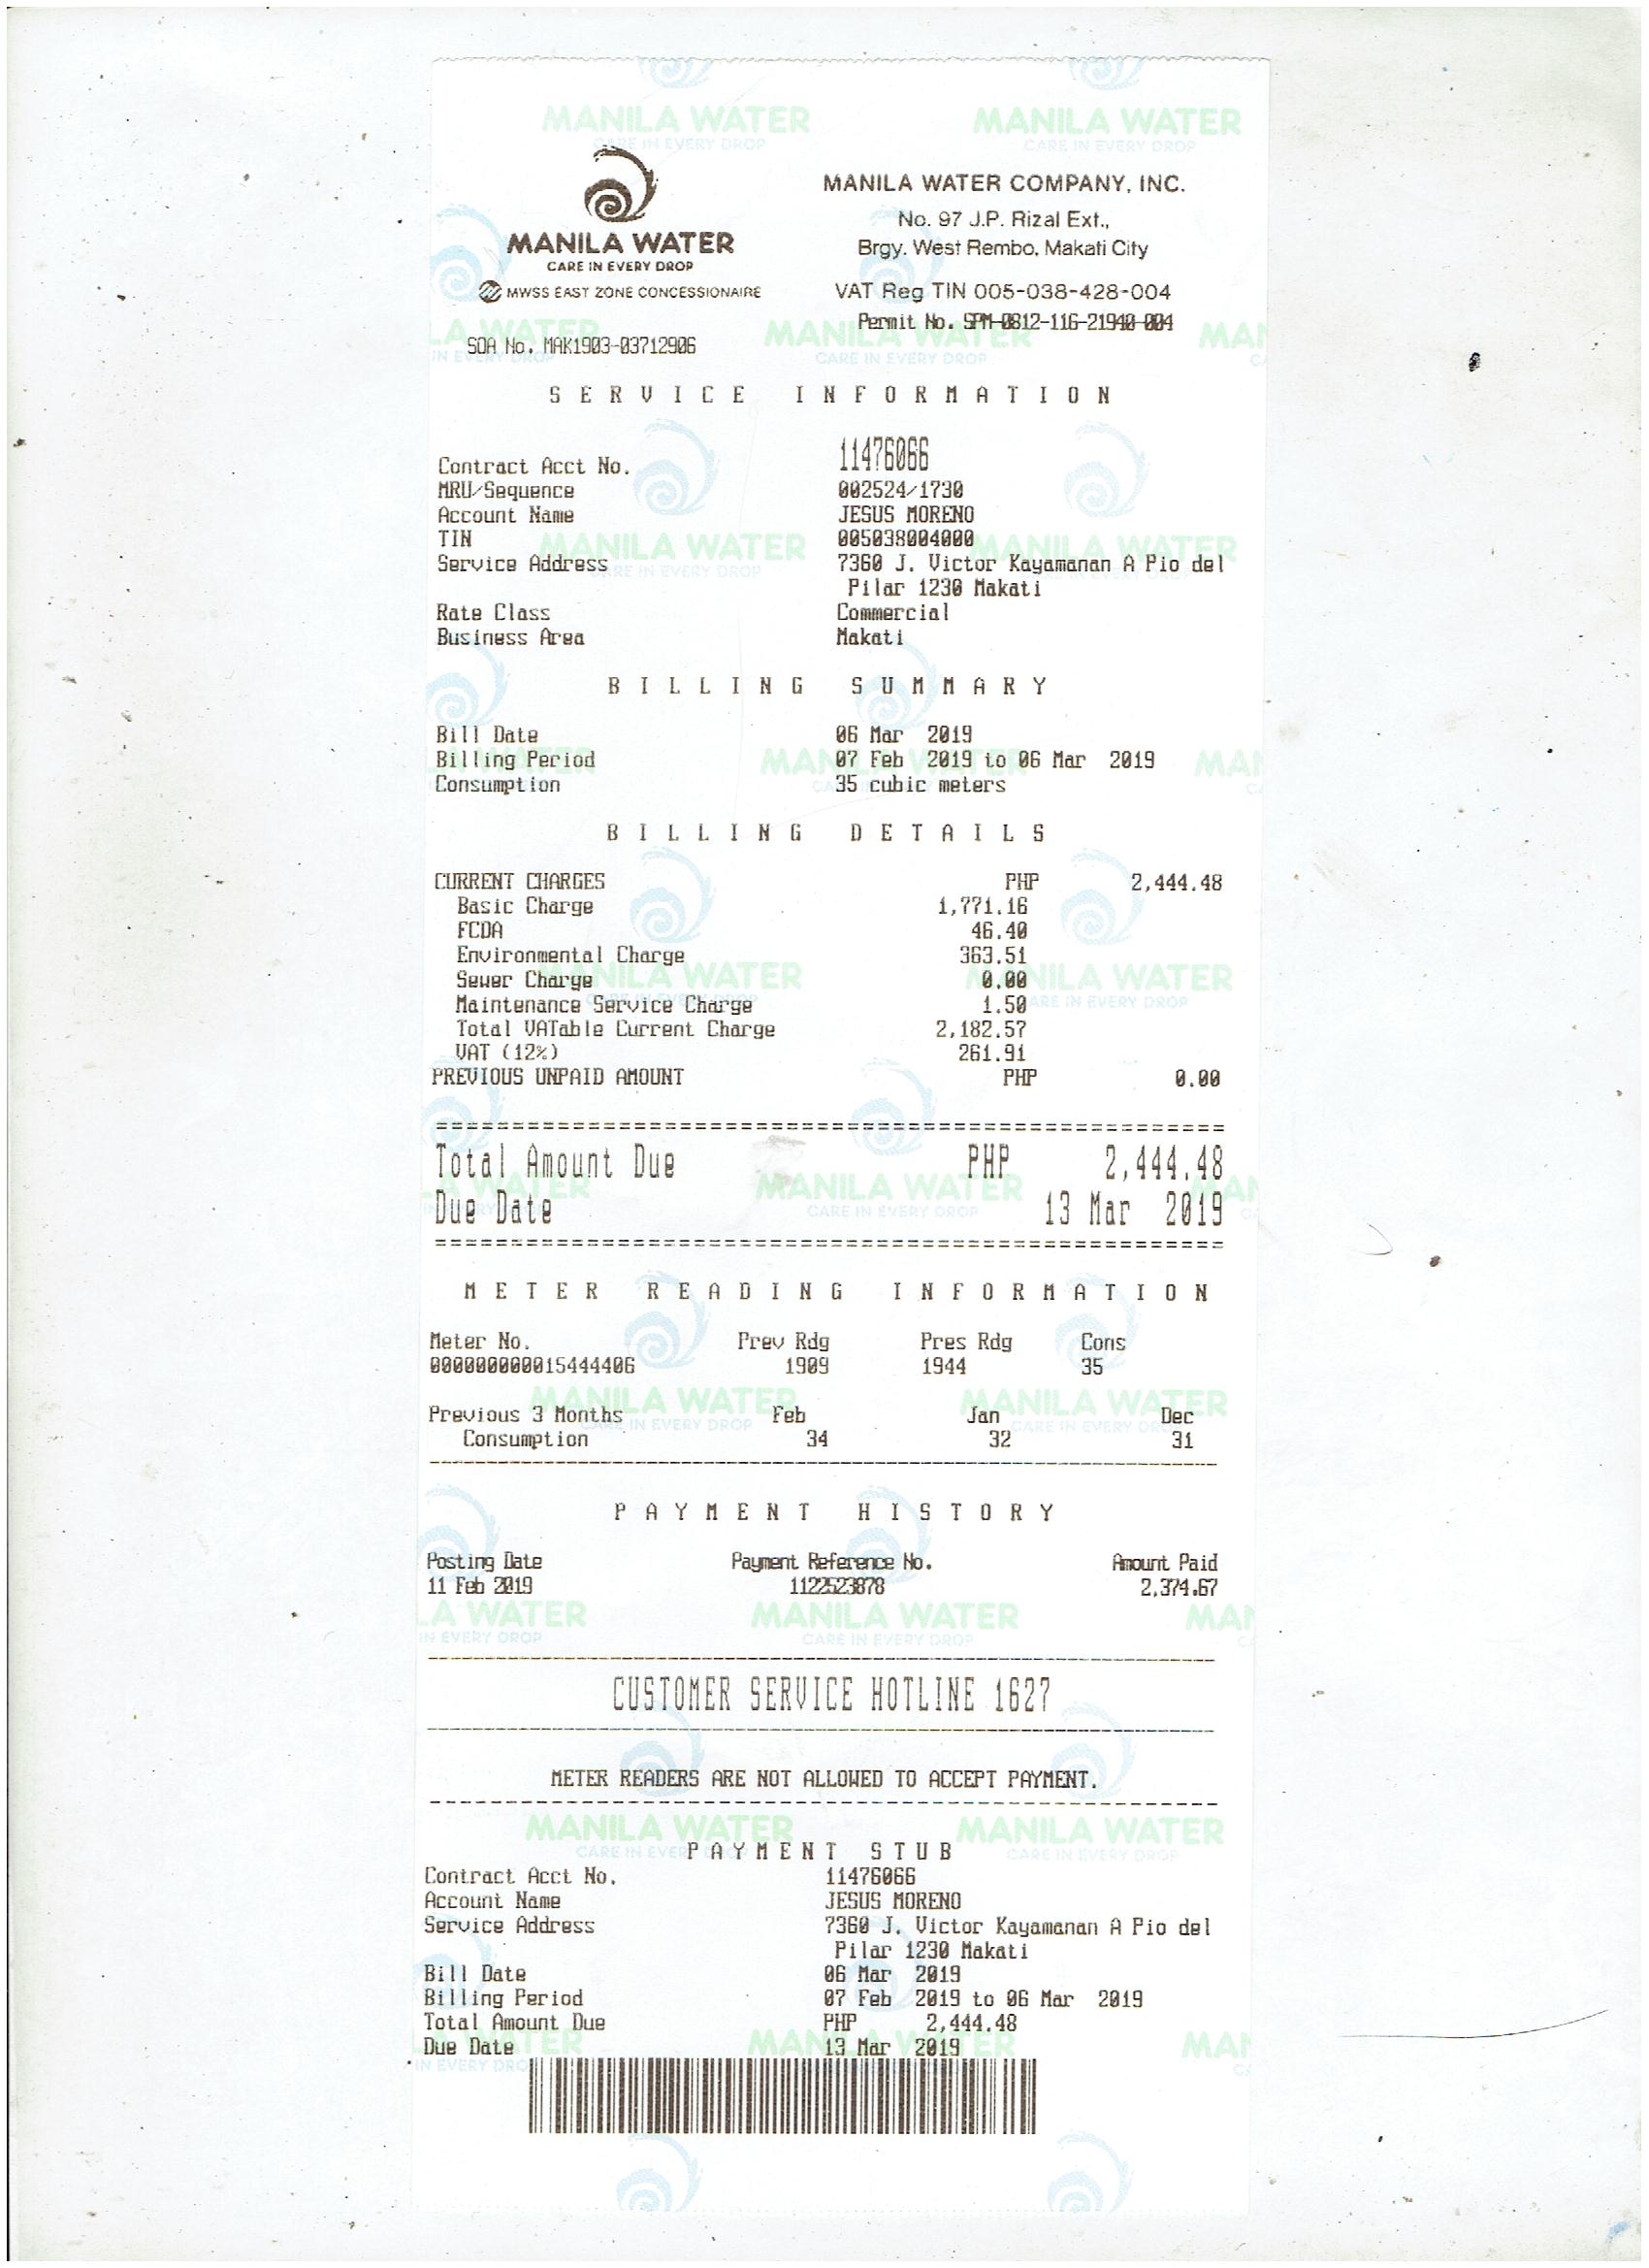 MANILA WATER
CARE IN EVERY DROP
MWSS EAST ZONE CONCESSIONAIRE
MANILA WATER COMPANY, INC.
No. 97 J.P. Rizal Ext.,
Brgy. West Rembo, Makati City
VAT Reg TIN 005-038-428-004
Permit No. SPM-0812-116-21940-004
SOA No. MAK1903-03712906
SERVICE INFORMATION
Contract Acct No. 11476066
MRU/Sequence 002524/1730
Account Name JESUS MORENO
TIN 005038004000
Service Address 7360 J. Victor Kayamanan A Pio del
Pilar 1230 Makati
Rate Class Commercial
Business Area Makati
BILLING SUMMARY
Bill Date 06 Mar 2019
Billing Period 07 Feb 2019 to 06 Mar 2019
Consumption 35 cubic meters
BILLING DETAILS
CURRENT CHARGES PHP 2,444.48
Basic Charge 1,771.16
FCDA 46.40
Environmental Charge 363.51
Sewer Charge 0.00
Maintenance Service Charge 1.50
Total VATable Current Charge 2,182.57
VAT (12%) 261.91
PREVIOUS UNPAID AMOUNT PHP 0.00
Total Amount Due PHP 2,444.48
Due Date 13 Mar 2019
METER READING INFORMATION
Meter No. Prev Rdg Pres Rdg Cons
000000000015444406 1909 1944 35
Previous 3 Months Feb Jan Dec
Consumption 34 32 31
PAYMENT HISTORY
Posting Date Payment Reference No. Amount Paid
11 Feb 2019 1122523878 2,374.67
CUSTOMER SERVICE HOTLINE 1627
METER READERS ARE NOT ALLOWED TO ACCEPT PAYMENT.
PAYMENT STUB
Contract Acct No. 11476066
Account Name JESUS MORENO
Service Address 7360 J. Victor Kayamanan A Pio del
Pilar 1230 Makati
Bill Date 06 Mar 2019
Billing Period 07 Feb 2019 to 06 Mar 2019
Total Amount Due PHP 2,444.48
Due Date 13 Mar 2019